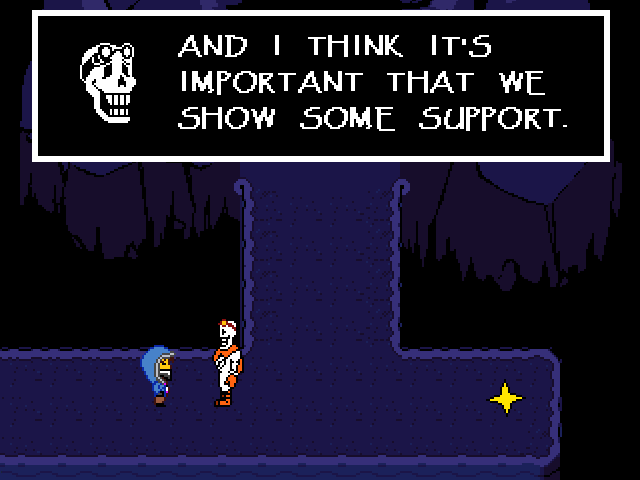 AND I THINK IT'S
IMPORTANT THAT WE
SHOW SOME SUPPORT.